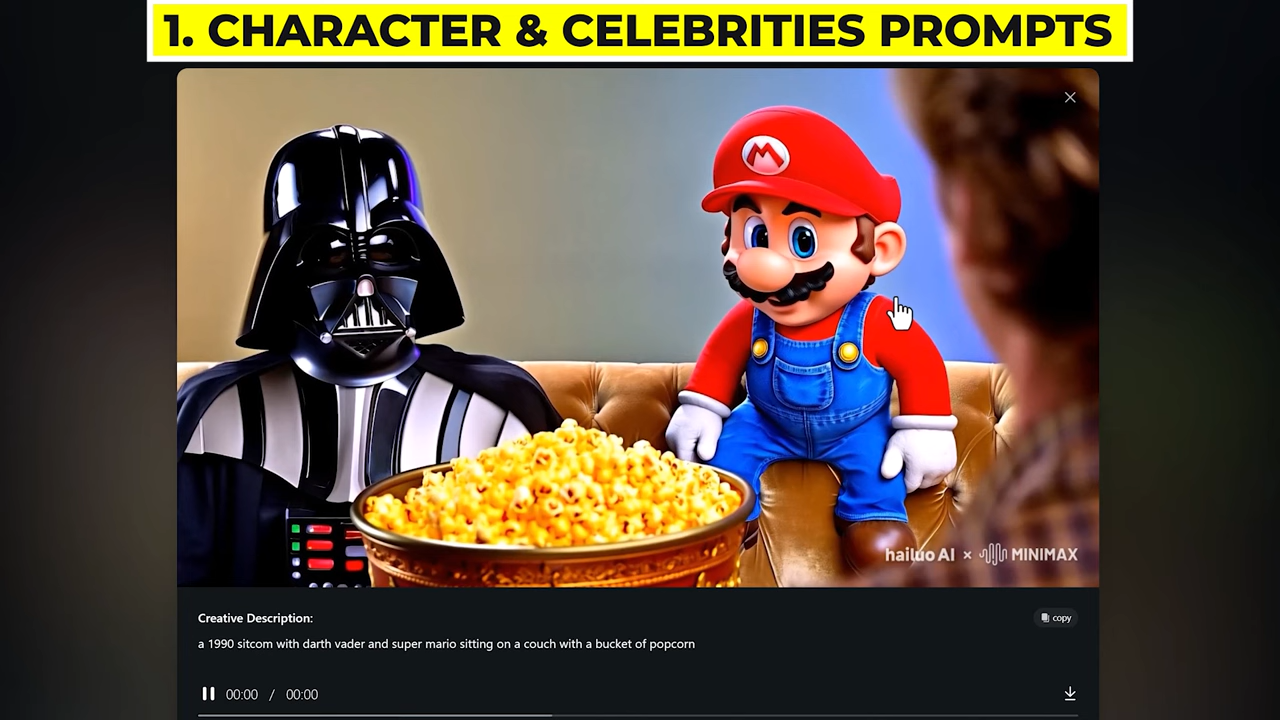 1. CHARACTER & CELEBRITIES PROMPTS
M
hailuo AI × MINIMAX
Creative Description:
copy
a 1990 sitcom with darth vader and super mario sitting on a couch with a bucket of popcorn
00:00 / 00:00